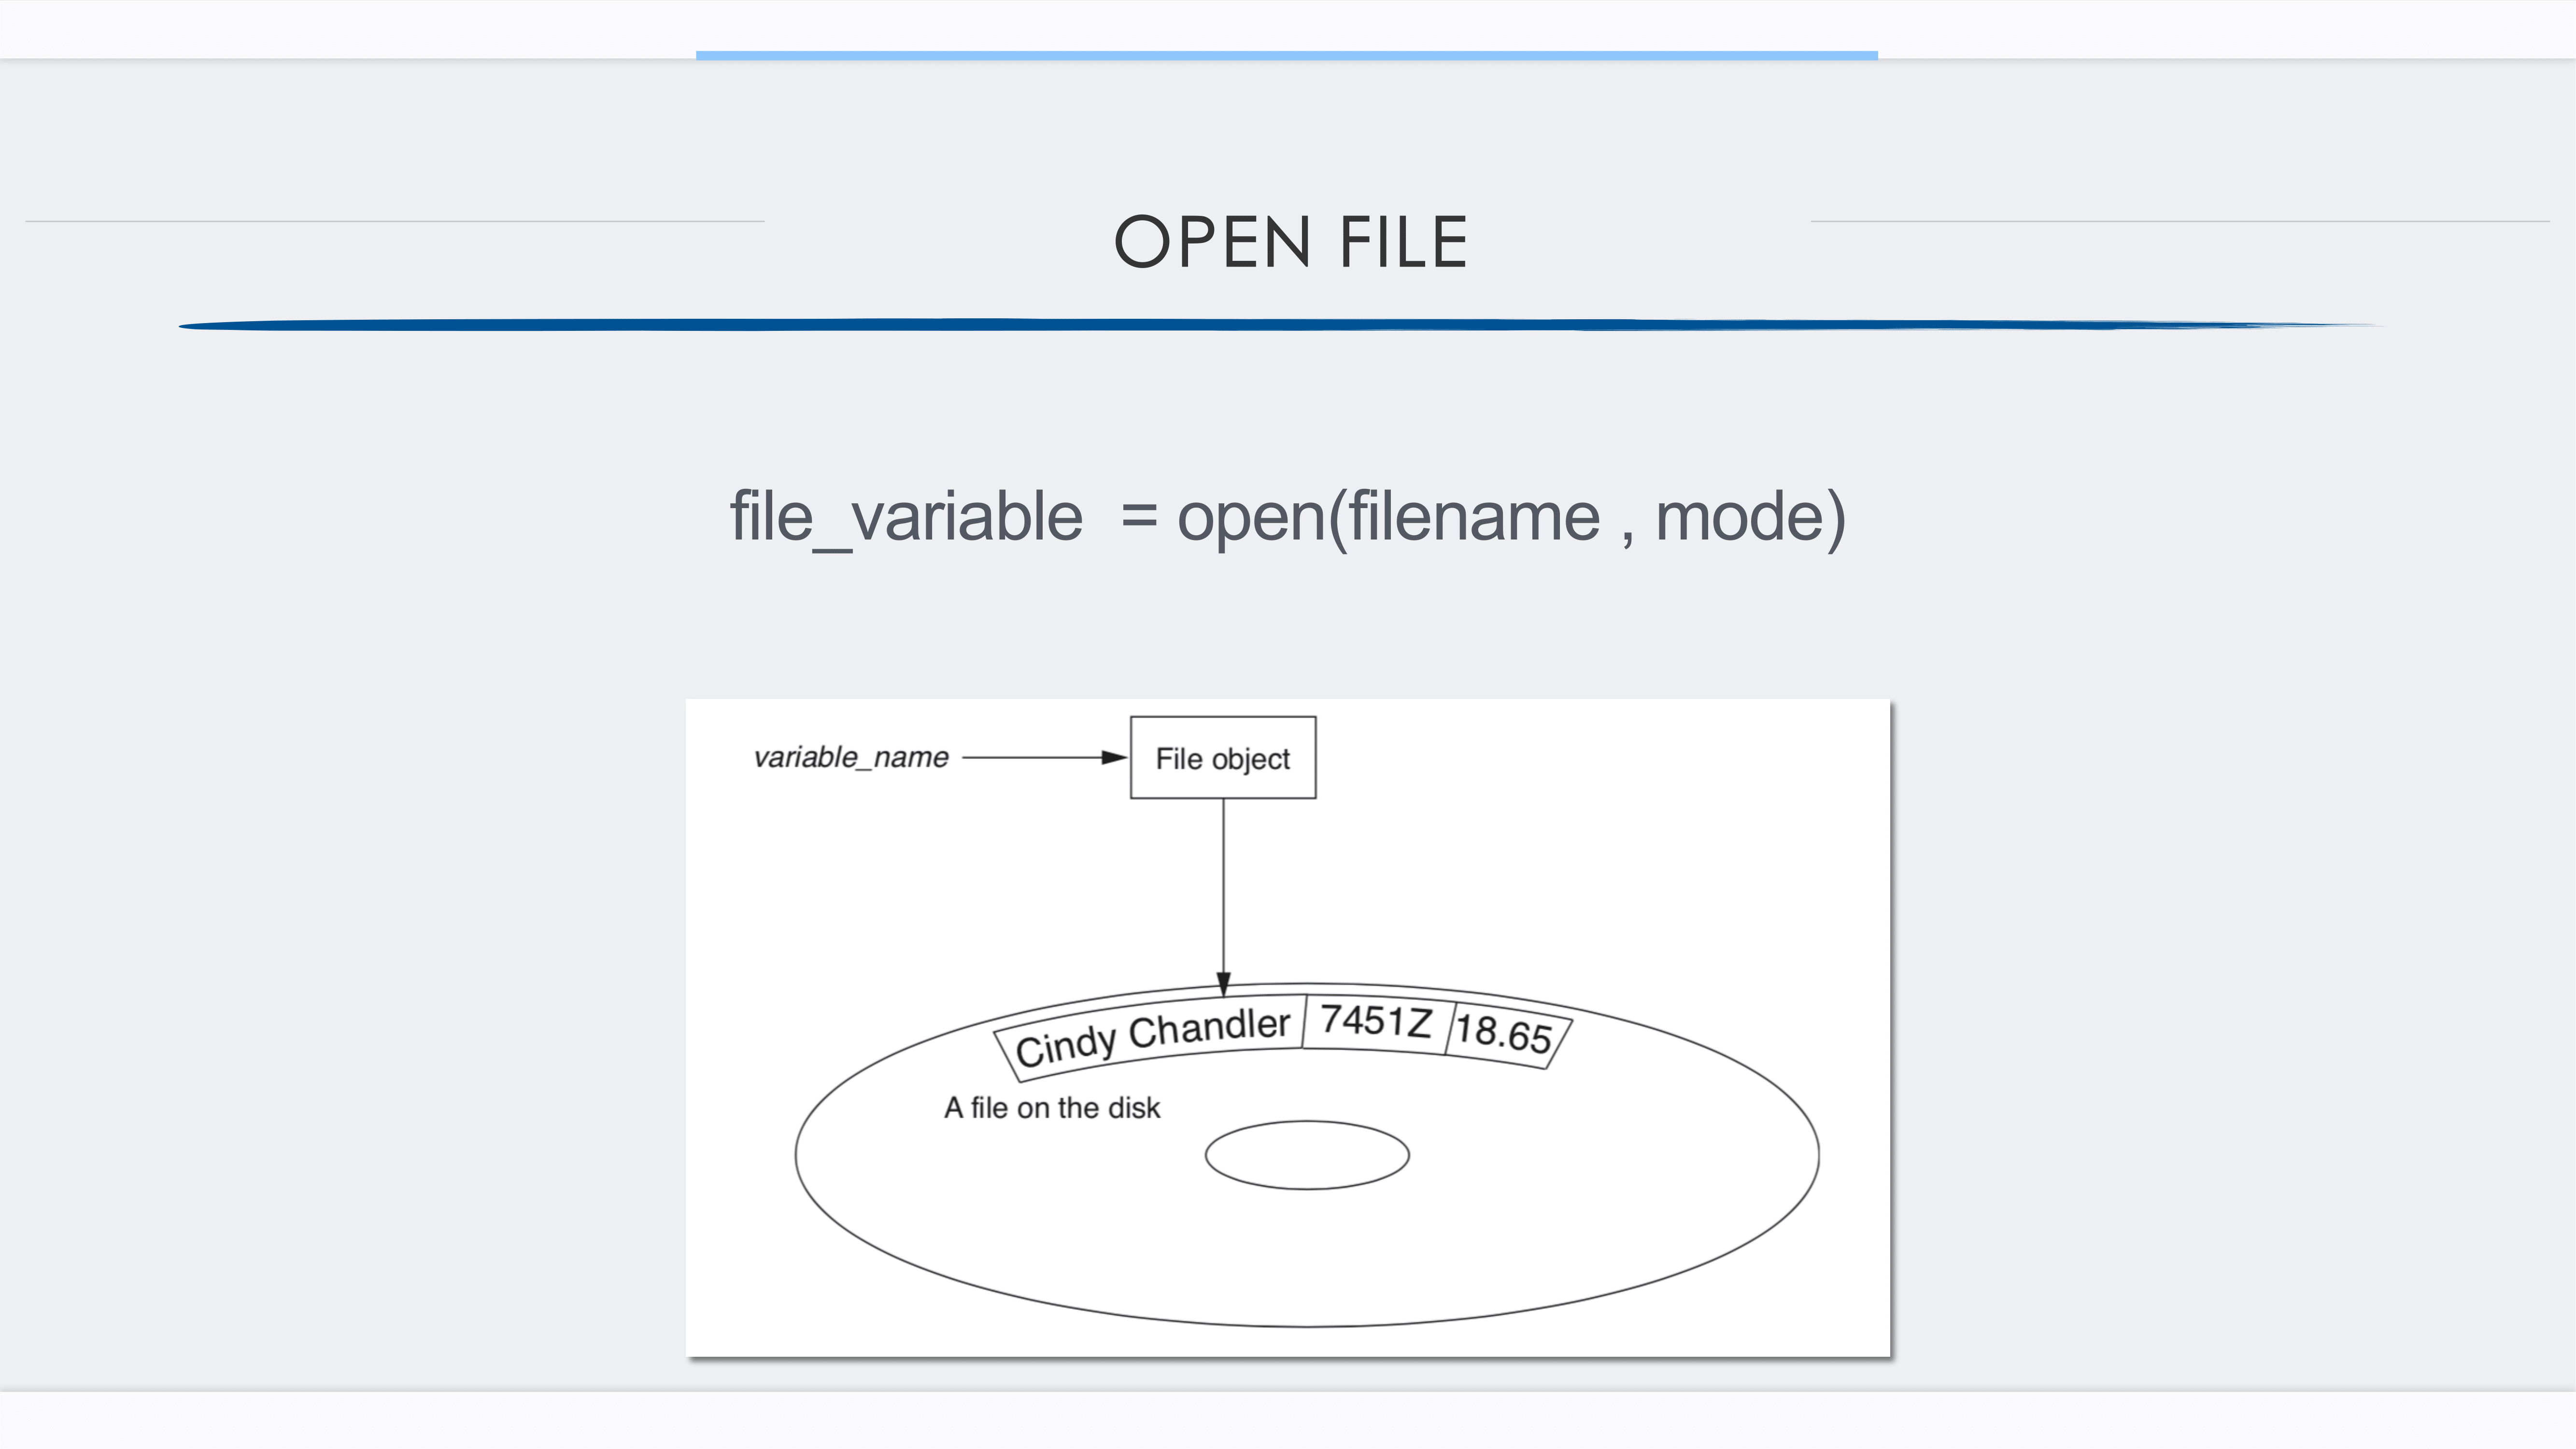 OPEN FILE
file_variable  = open(filename , mode)
variable_name
File object
Cindy Chandler 7451Z 18.65
A file on the disk